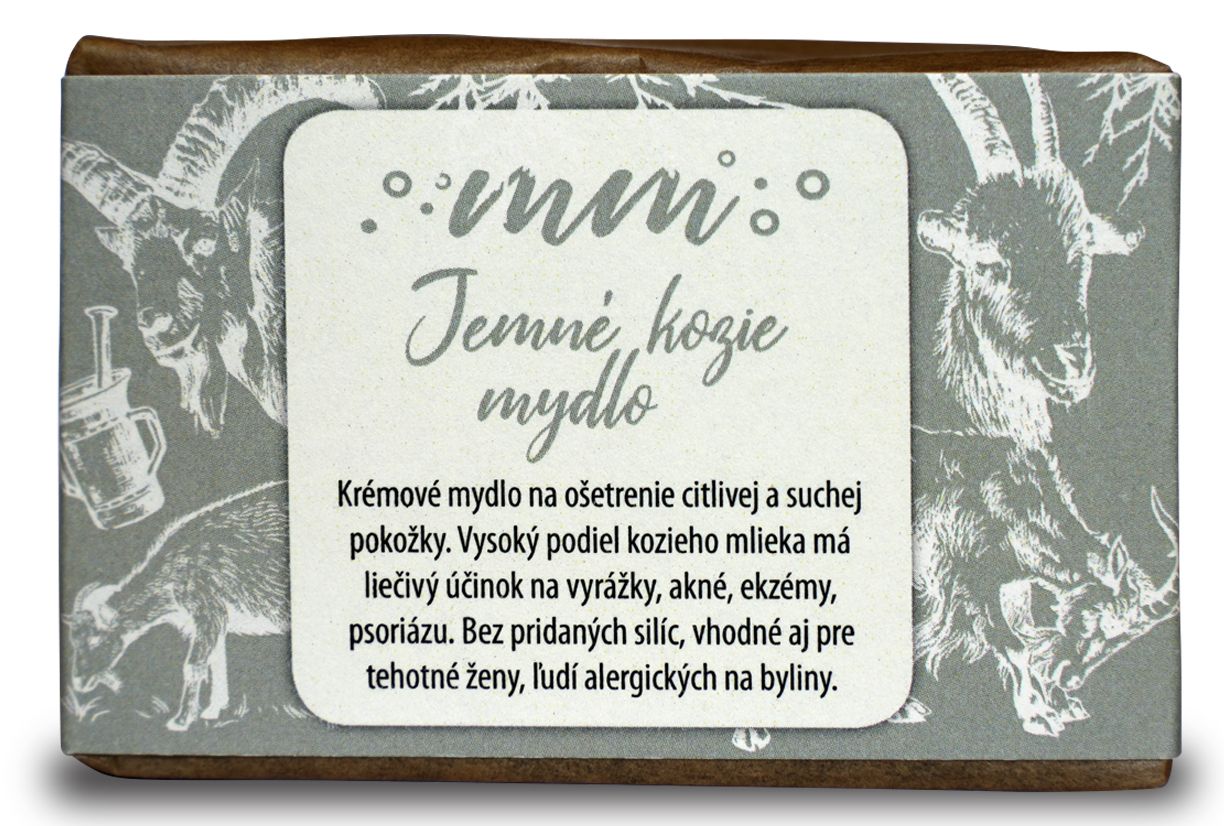 mm
Jemné kozie
mydlo
Krémové mydlo na ošetrenie citlivej a suchej
pokožky. Vysoký podiel kozieho mlieka má
liečivý účinok na vyrážky, akné, ekzémy,
psoriázu. Bez pridaných silíc, vhodné aj pre
tehotné ženy, ľudí alergických na byliny.